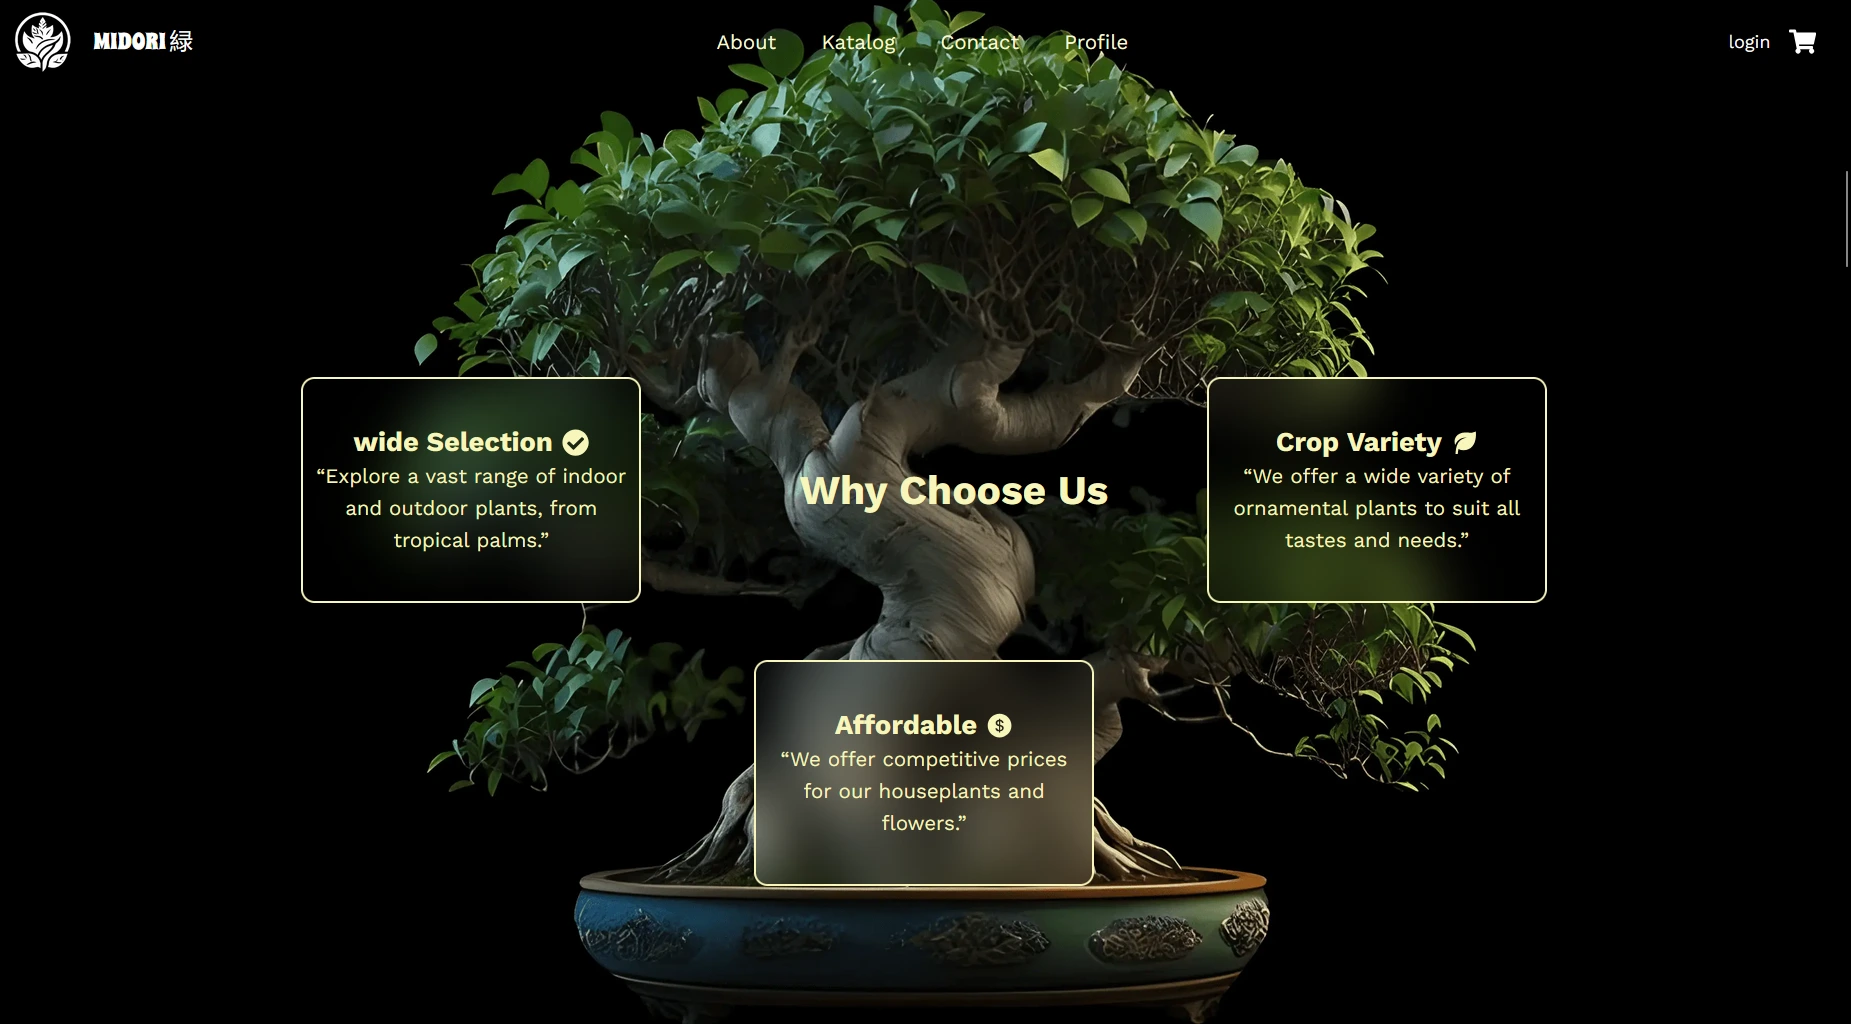 MIDORI 緑
About Katalog Contact Profile
login
wide Selection
“Explore a vast range of indoor
and outdoor plants, from
tropical palms.”
Why Choose Us
Crop Variety
“We offer a wide variety of
ornamental plants to suit all
tastes and needs.”
Affordable $
“We offer competitive prices
for our houseplants and
flowers.”